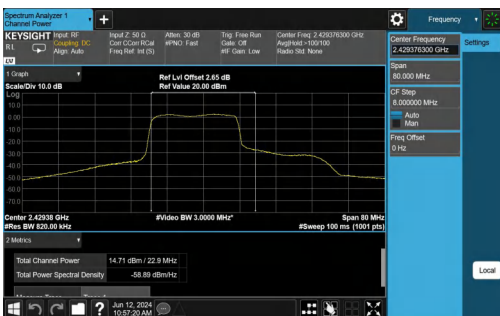 Spectrum Analyzer 1
Channel Power
+
Frequency
KEYSIGHT
RL
LXI
Input: RF
Coupling: DC
Align: Auto
Input Z: 50 Ω
Corr CCorr RCal
Freq Ref: Int (S)
Atten: 30 dB
#PNO: Fast
Trig: Free Run
Gate: Off
#IF Gain: Low
Center Freq: 2.429376300 GHz
Avg|Hold:>100/100
Radio Std: None
Center Frequency
2.429376300 GHz
Settings
Span
80.000 MHz
CF Step
8.000000 MHz
Auto
Man
Freq Offset
0 Hz
Local
1 Graph
Scale/Div 10.0 dB
Ref Lvl Offset 2.65 dB
Ref Value 20.00 dBm
Log
10.0
0.00
-10.0
-20.0
-30.0
-40.0
-50.0
-60.0
-70.0
Center 2.42938 GHz
#Res BW 820.00 kHz
#Video BW 3.0000 MHz*
Span 80 MHz
#Sweep 100 ms (1001 pts)
2 Metrics
Total Channel Power
14.71 dBm / 22.9 MHz
Total Power Spectral Density
-58.89 dBm/Hz
?
Jun 12, 2024
10:57:20 AM